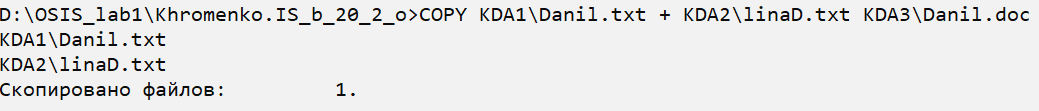 D:\OSIS_lab1\Khromenko.IS_b_20_2_o>COPY KDA1\Danil.txt + KDA2\linaD.txt KDA3\Danil.doc
KDA1\Danil.txt
KDA2\linaD.txt
Скопировано файлов:         1.